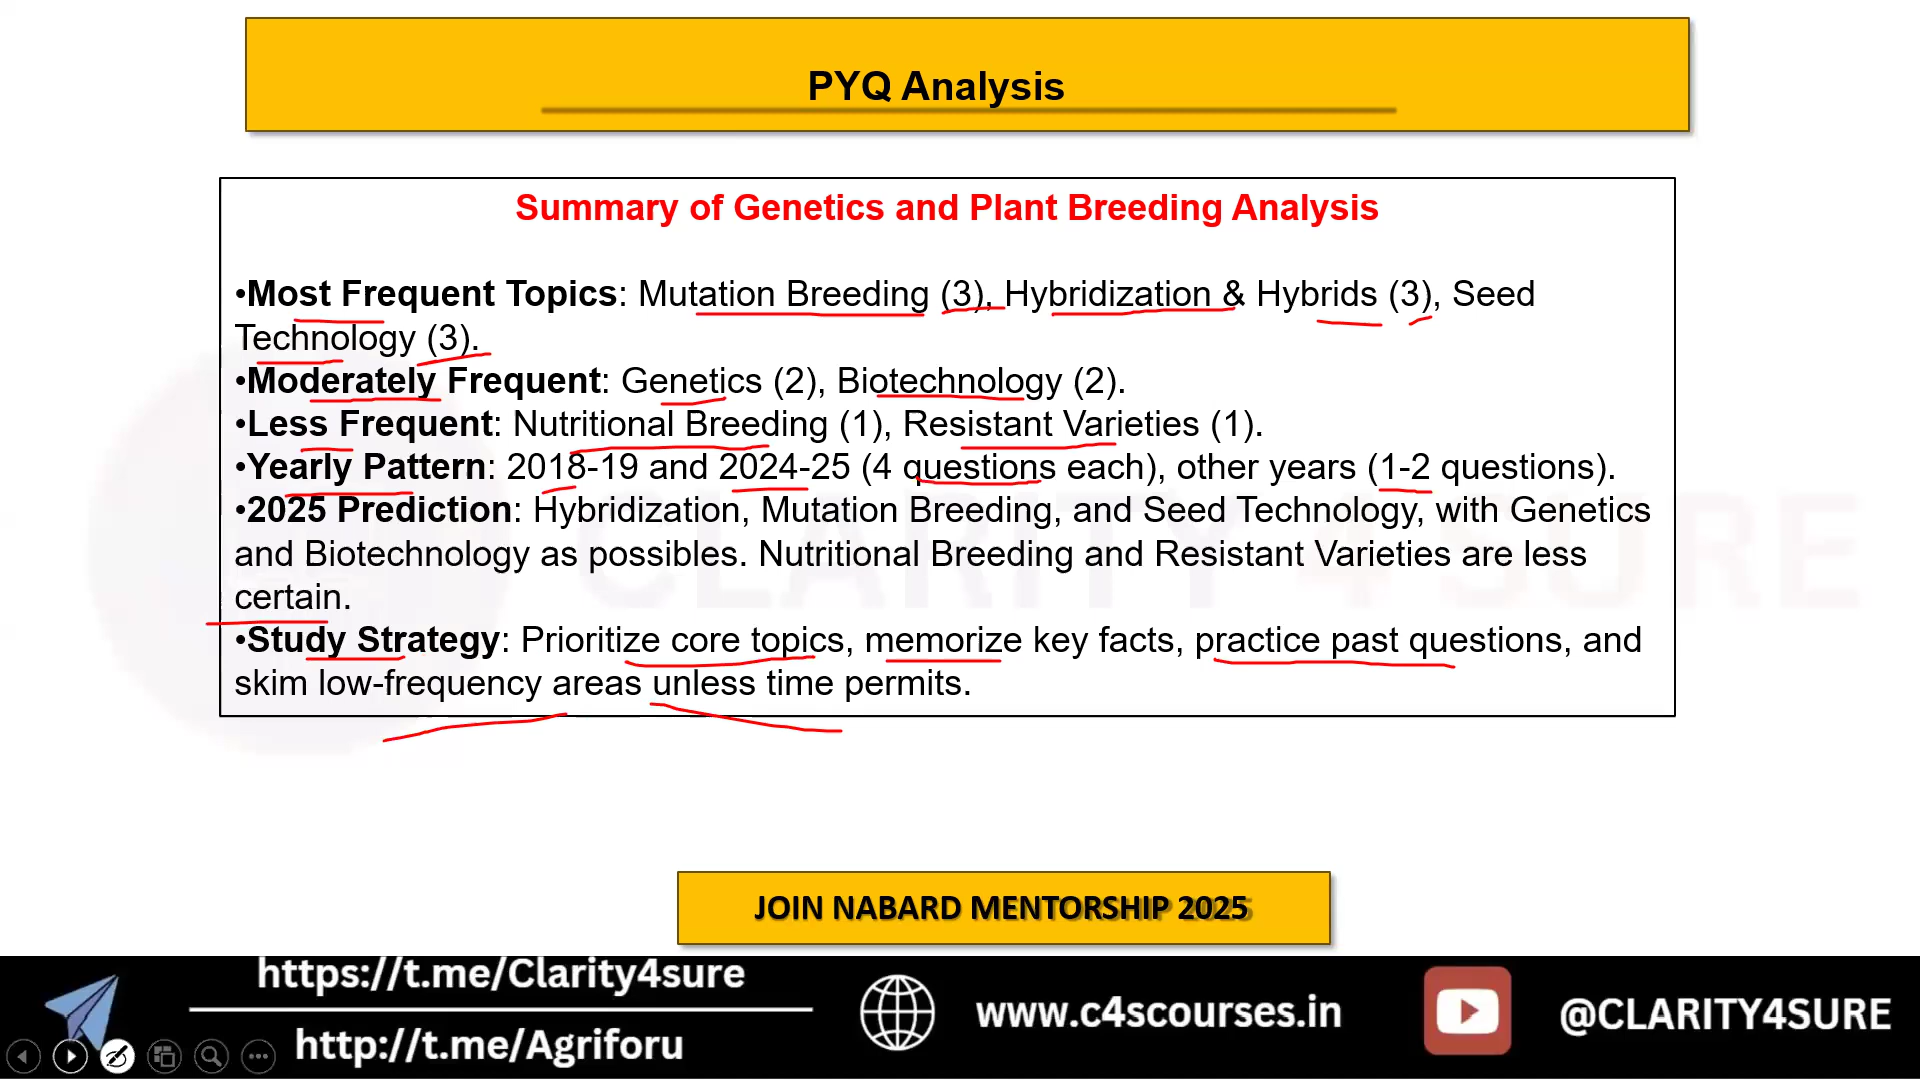 PYQ Analysis
Summary of Genetics and Plant Breeding Analysis
•Most Frequent Topics: Mutation Breeding (3), Hybridization & Hybrids (3), Seed
Technology (3).
•Moderately Frequent: Genetics (2), Biotechnology (2).
•Less Frequent: Nutritional Breeding (1), Resistant Varieties (1).
•Yearly Pattern: 2018-19 and 2024-25 (4 questions each), other years (1-2 questions).
•2025 Prediction: Hybridization, Mutation Breeding, and Seed Technology, with Genetics
and Biotechnology as possibles. Nutritional Breeding and Resistant Varieties are less
certain.
•Study Strategy: Prioritize core topics, memorize key facts, practice past questions, and
skim low-frequency areas unless time permits.
CLARITY 4 SURE
JOIN NABARD MENTORSHIP 2025
https://t.me/Clarity4sure
http://t.me/Agriforu
www.c4scourses.in
@CLARITY4SURE